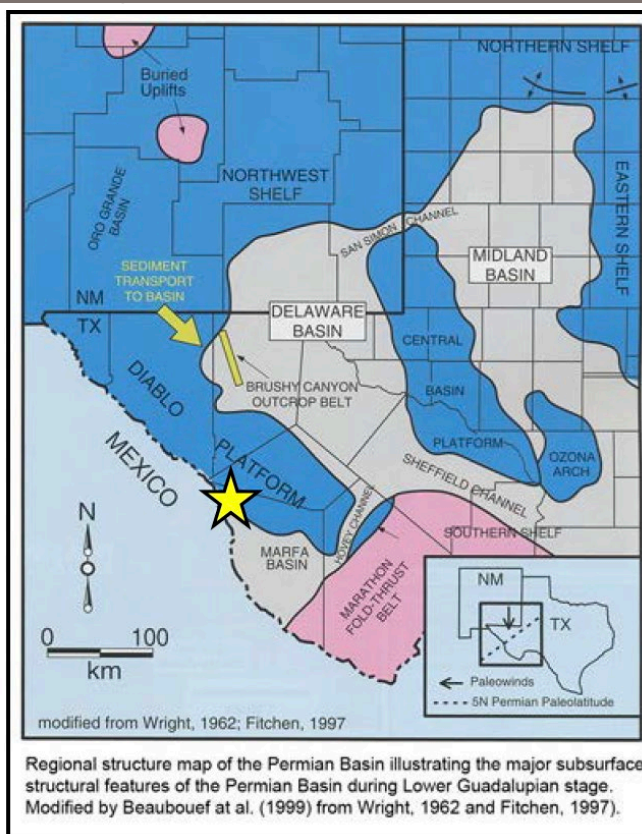 NORTHERN SHELF
Buried
Uplifts
NORTHWEST
SHELF
ORO GRANDE
BASIN
EASTERN SHELF
SAN SIMON CHANNEL
MIDLAND
BASIN
SEDIMENT
TRANSPORT
TO BASIN
NM
TX
DELAWARE
BASIN
CENTRAL
BASIN
PLATFORM
BRUSHY CANYON
OUTCROP BELT
DIABLO
PLATFORM
OZONA
ARCH
MEXICO
SHEFFIELD CHANNEL
HOVEY CHANNEL
SOUTHERN SHELF
N
MARFA
BASIN
MARATHON
FOLD-THRUST
BELT
0 100
km
NM
TX
Paleowinds
5N Permian Paleolatitude
modified from Wright, 1962; Fitchen, 1997
Regional structure map of the Permian Basin illustrating the major subsurface
structural features of the Permian Basin during Lower Guadalupian stage.
Modified by Beaubouef at al. (1999) from Wright, 1962 and Fitchen, 1997).